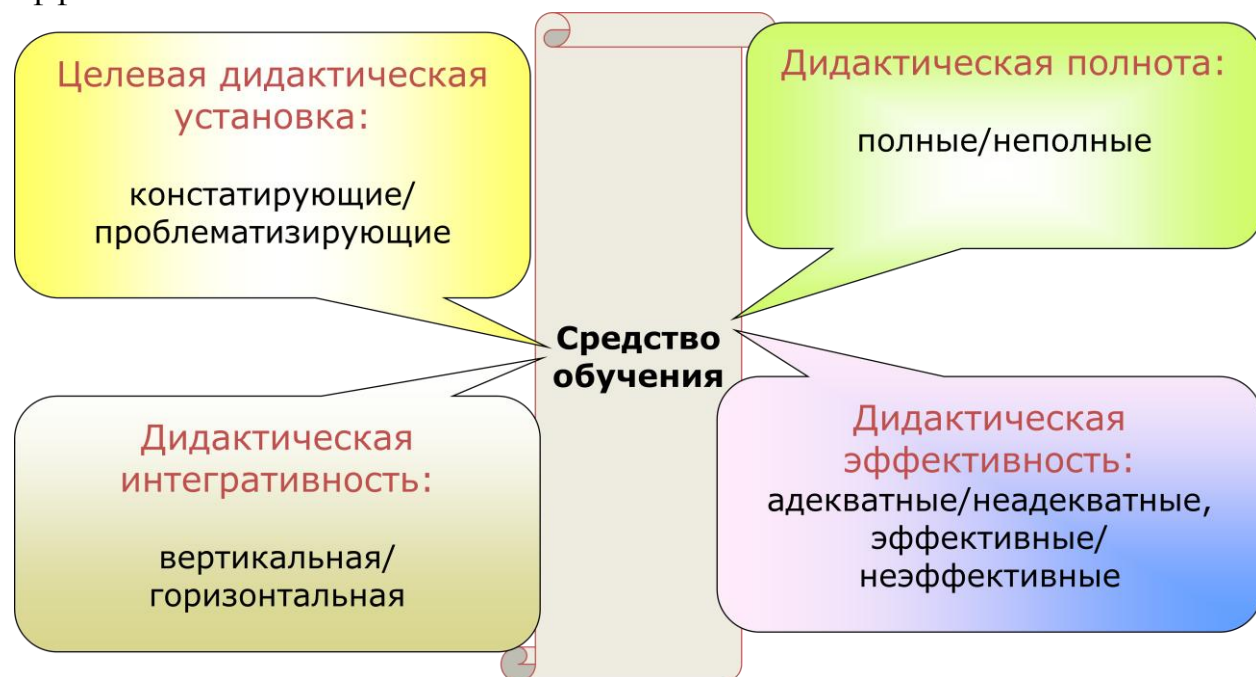 Целевая дидактическая
установка:
констатирующие/
проблематизирующие
Дидактическая полнота:
полные/неполные
Средство
обучения
Дидактическая
интегративность:
вертикальная/
горизонтальная
Дидактическая
эффективность:
адекватные/неадекватные,
эффективные/
неэффективные